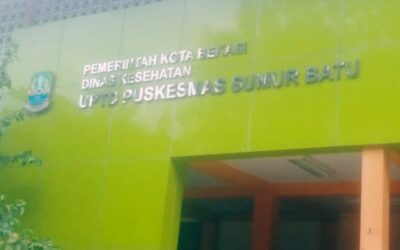 PEMERINTAH KOTA BEKASI
DINAS KESEHATAN
UPTD PUSKESMAS SUMUR BATU